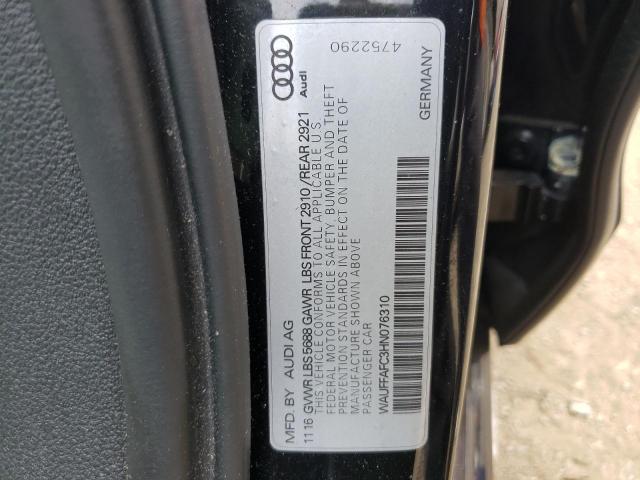 MFD. BY AUDI AG
11 16 GVWR LBS 5688 GAWR LBS FRONT 2910 /REAR 2921
THIS VEHICLE CONFORMS TO ALL APPLICABLE U.S
FEDERAL MOTOR VEHICLE SAFETY, BUMPER AND THEFT
PREVENTION STANDARDS IN EFFECT ON THE DATE OF
MANUFACTURE SHOWN ABOVE
PASSENGER CAR
WAUFFAFC3HN076310
GERMANY
Audi
4752290